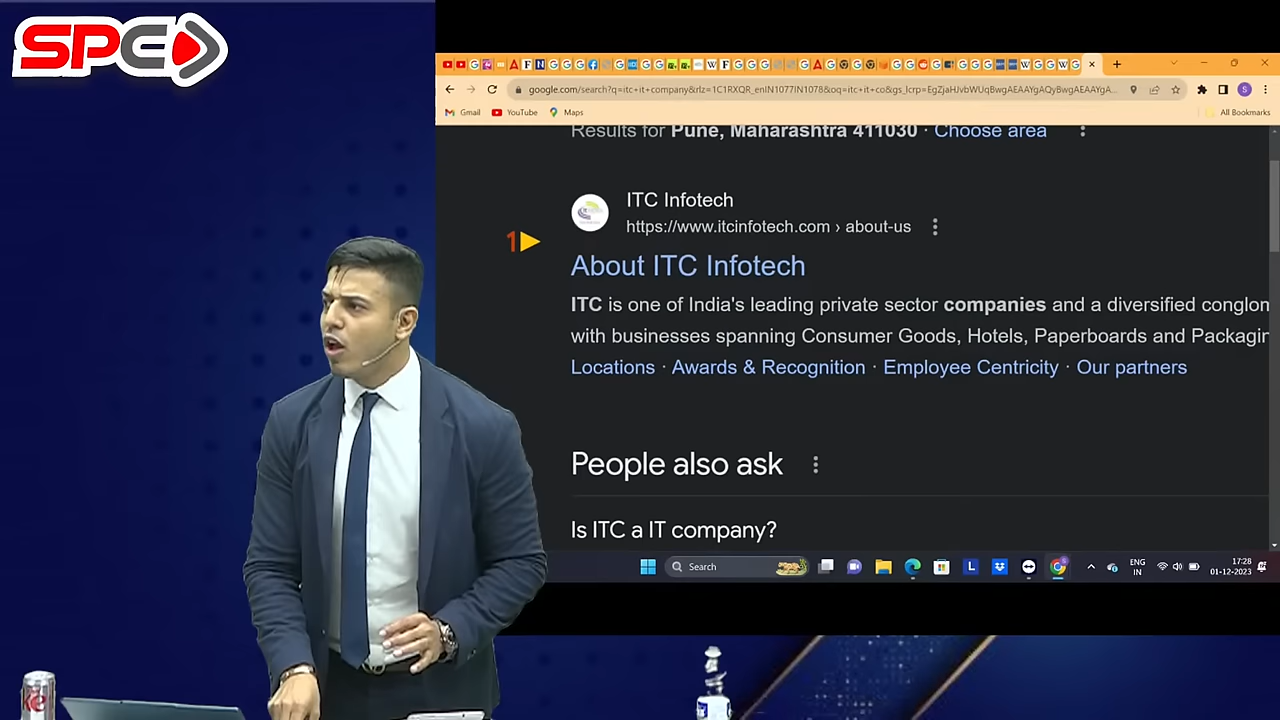 SPED
google.com/search?q=itc+it+company&rlz=1C1RXQR_enIN1077IN1078&oq=itc+it+co&gs_lcrp=EgZjaHJvbWUqBwgAEAAYgAQyBwgAEAAYgA...
Gmail YouTube Maps All Bookmarks
Results for Pune, Maharashtra 411030 · Choose area
ITC Infotech
https://www.itcinfotech.com › about-us
1
About ITC Infotech
ITC is one of India's leading private sector companies and a diversified conglom
with businesses spanning Consumer Goods, Hotels, Paperboards and Packagin
Locations · Awards & Recognition · Employee Centricity · Our partners
People also ask
Is ITC a IT company?
Search
ENG
IN
17:28
01-12-2023